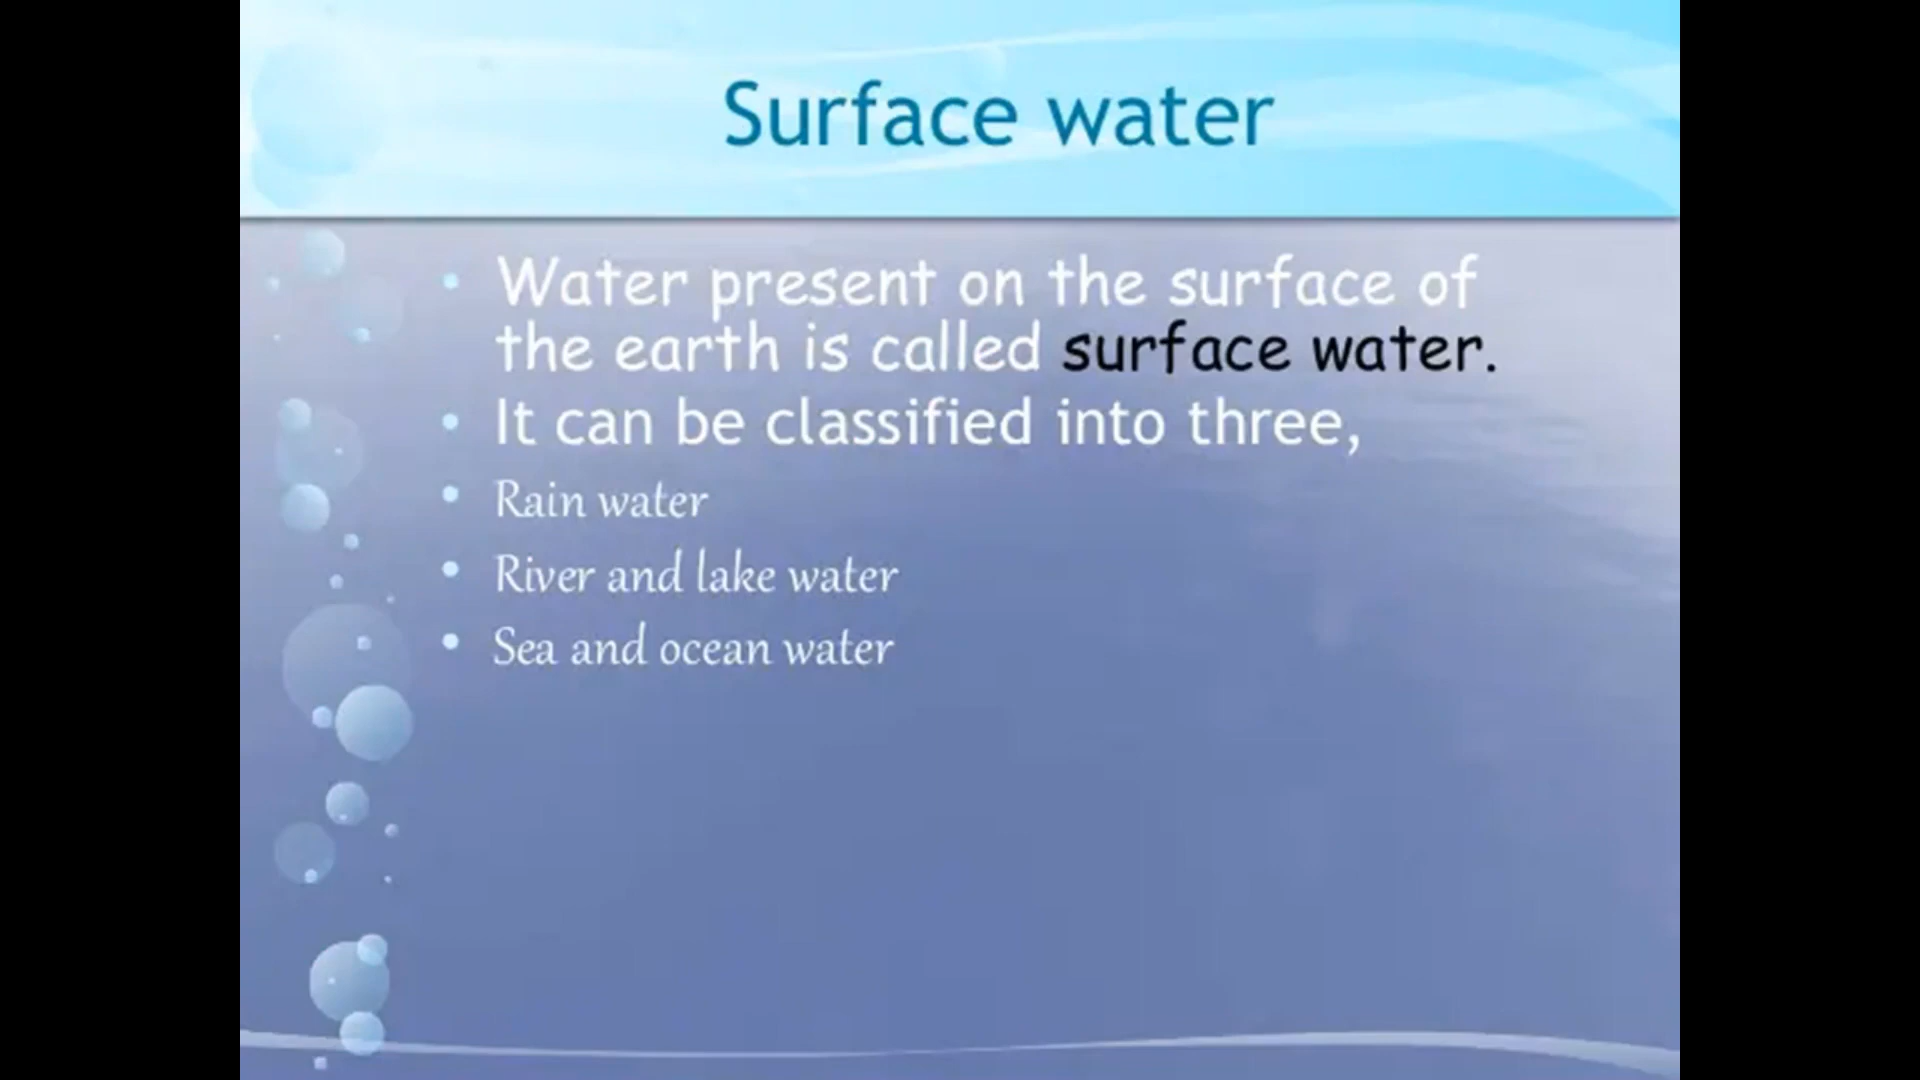 Surface water
• Water present on the surface of
the earth is called surface water.
• It can be classified into three,
• Rain water
• River and lake water
• Sea and ocean water